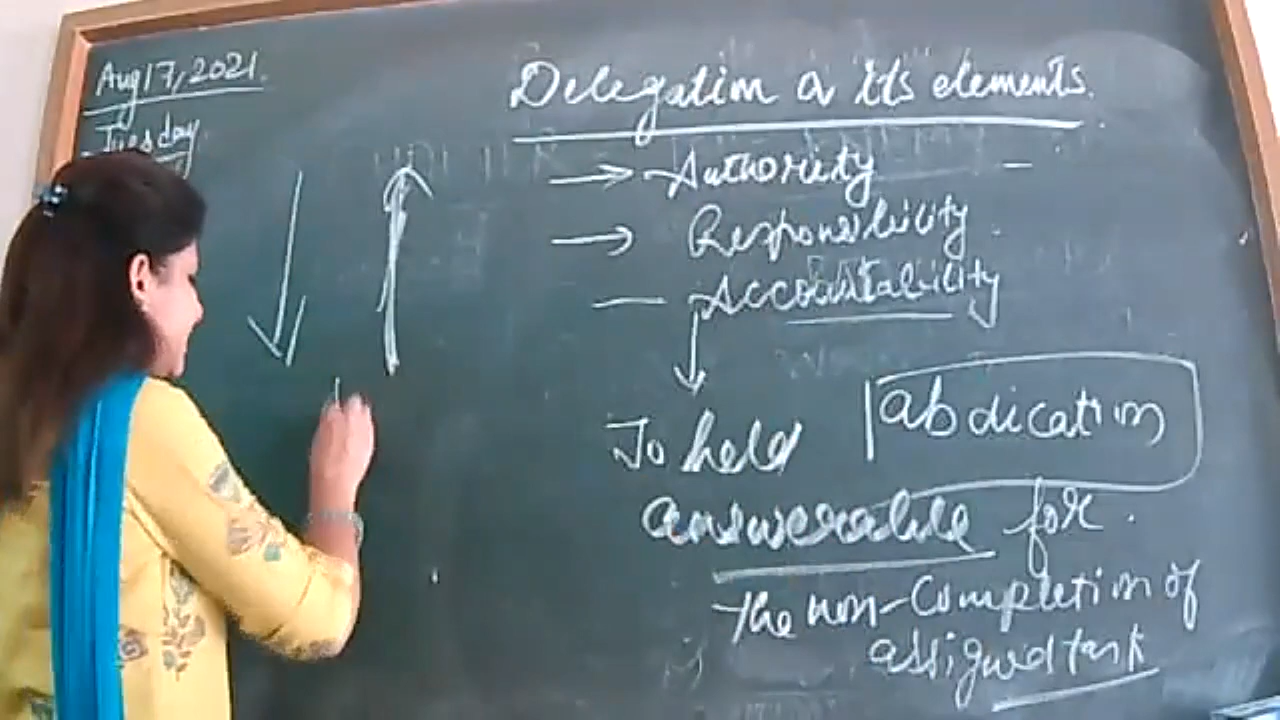 Aug 17, 2021.
Tuesday
Delegation & its elements.
Authority
Responsibility
Accountability
abdication
To held
answerable for.
the non-completion of
assigned task